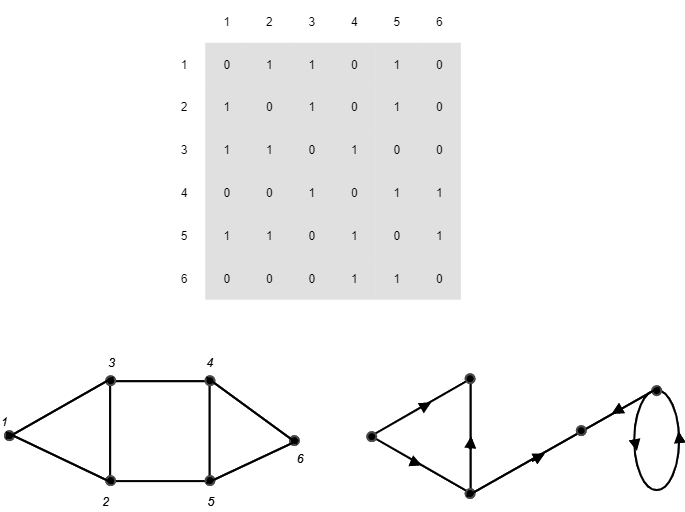 1 2 3 4 5 6
1 0 1 1 0 1 0
2 1 0 1 0 1 0
3 1 1 0 1 0 0
4 0 0 1 0 1 1
5 1 1 0 1 0 1
6 0 0 0 1 1 0
3 4
1
6
2 5